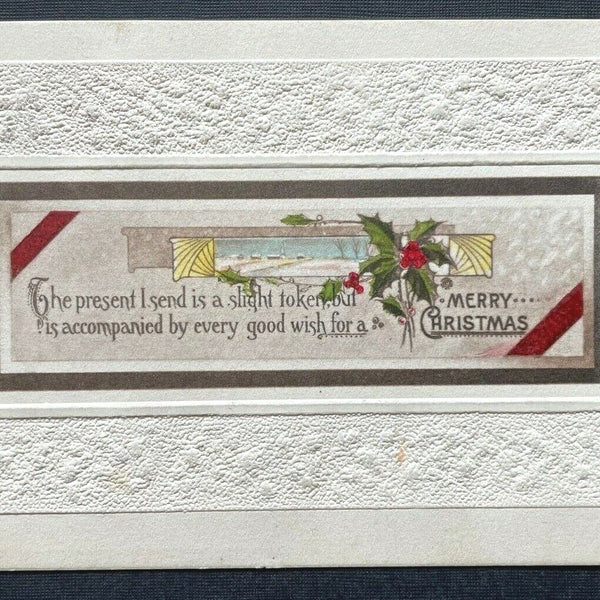 The present I send is a slight token but
is accompanied by every good wish for a
MERRY
CHRISTMAS